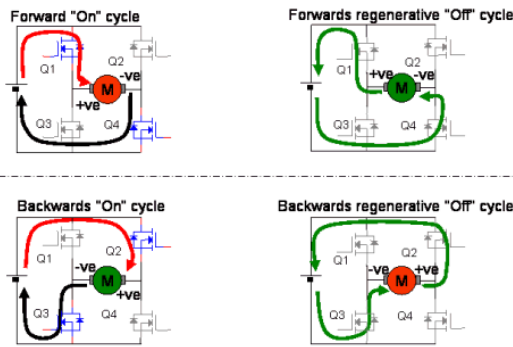 Forward "On" cycle
Q1
Q2
-ve
M
+ve
Q3
Q4
Forward regenerative "Off" cycle
Q1
Q2
+ve
-ve
M
Q3
Q4
Backwards "On" cycle
Q1
Q2
-ve
M
+ve
Q3
Q4
Backwards regenerative "Off" cycle
Q1
Q2
-ve
+ve
M
Q3
Q4